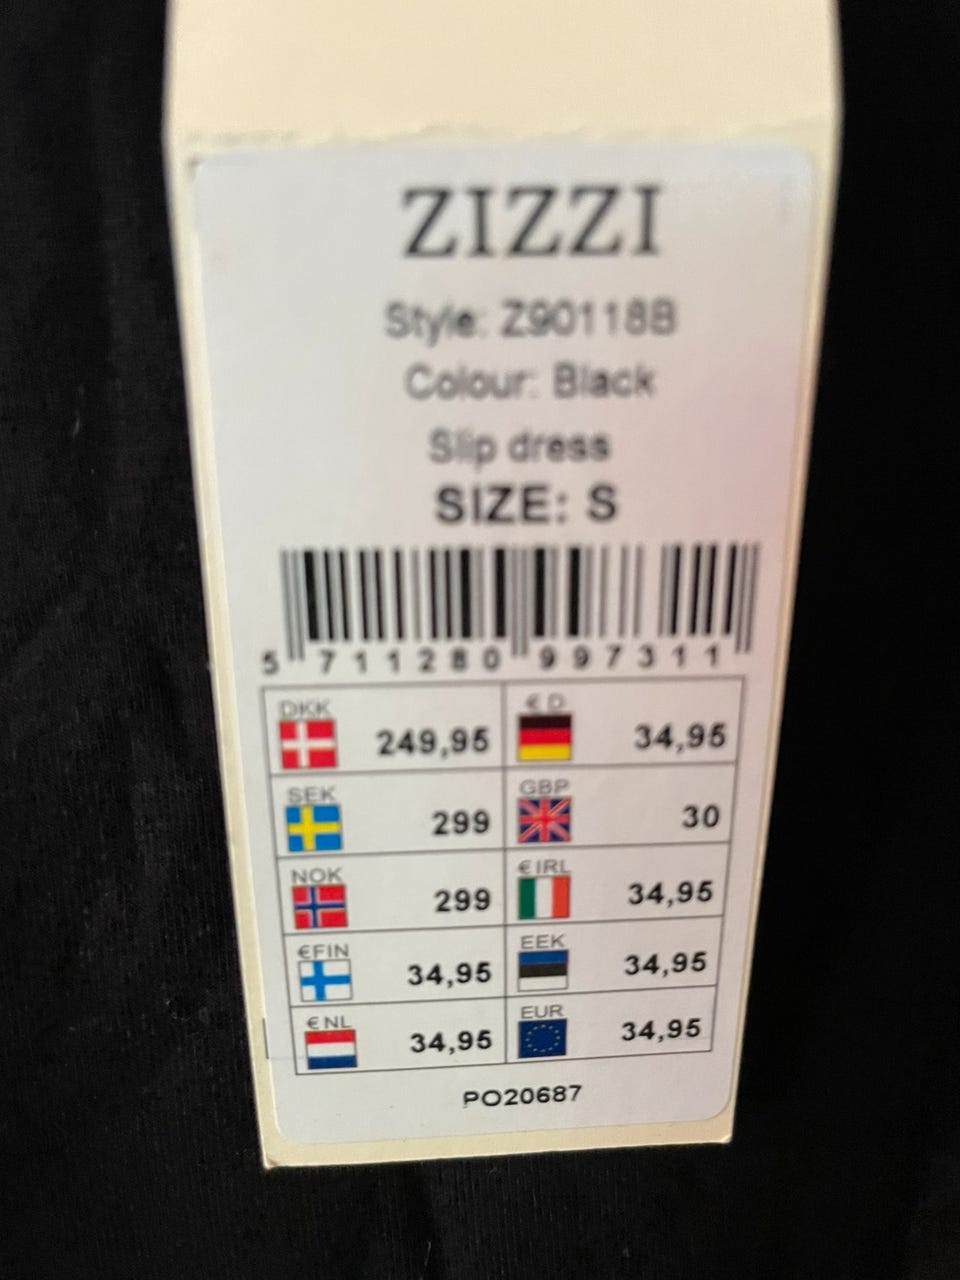 ZIZZI
Style: Z90118B
Colour: Black
Slip dress
SIZE: S
5 711280 997311
DKK 249,95 € D 34,95
SEK 299 GBP 30
NOK 299 € IRL 34,95
€FIN 34,95 EEK 34,95
€ NL 34,95 EUR 34,95
PO20687